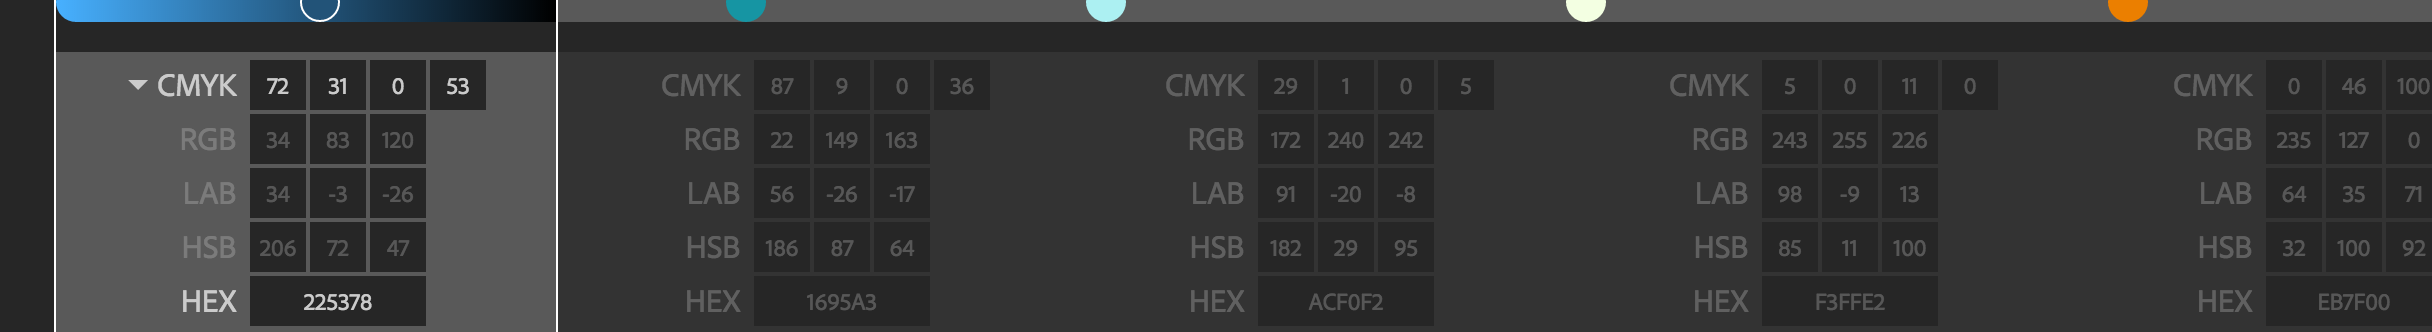 CMYK 72 31 0 53 CMYK 87 9 0 36 CMYK 29 1 0 5 CMYK 5 0 11 0 CMYK 0 46 100
RGB 34 83 120 RGB 22 149 163 RGB 172 240 242 RGB 243 255 226 RGB 235 127 0
LAB 34 -3 -26 LAB 56 -26 -17 LAB 91 -20 -8 LAB 98 -9 13 LAB 64 35 71
HSB 206 72 47 HSB 186 87 64 HSB 182 29 95 HSB 85 11 100 HSB 32 100 92
HEX 225378 HEX 1695A3 HEX ACF0F2 HEX F3FFE2 HEX EB7F00